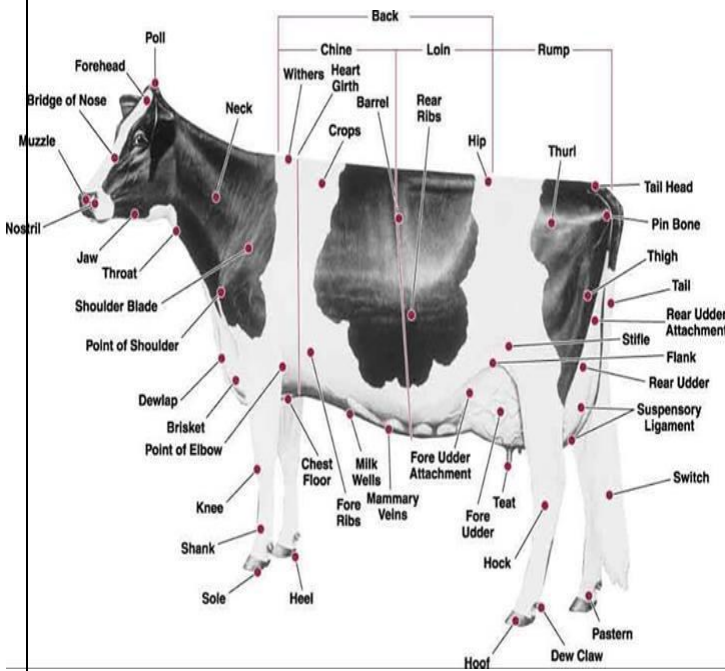 Back
Chine
Loin
Rump
Poll
Forehead
Bridge of Nose
Muzzle
Nostril
Jaw
Throat
Neck
Withers
Heart
Girth
Crops
Barrel
Rear
Ribs
Hip
Thurl
Tail Head
Pin Bone
Thigh
Tail
Rear Udder
Attachment
Stifle
Flank
Rear Udder
Suspensory
Ligament
Switch
Shoulder Blade
Point of Shoulder
Dewlap
Brisket
Point of Elbow
Chest
Floor
Fore
Ribs
Milk
Wells
Mammary
Veins
Fore Udder
Attachment
Fore
Udder
Teat
Knee
Shank
Sole
Heel
Hock
Hoof
Dew Claw
Pastern